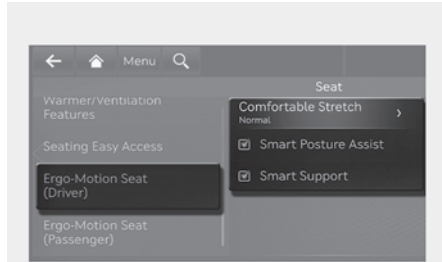 Menu
Seat
Warmer/Ventilation
Features
Seating Easy Access
Ergo-Motion Seat
(Driver)
Ergo-Motion Seat
(Passenger)
Comfortable Stretch
Normal
Smart Posture Assist
Smart Support